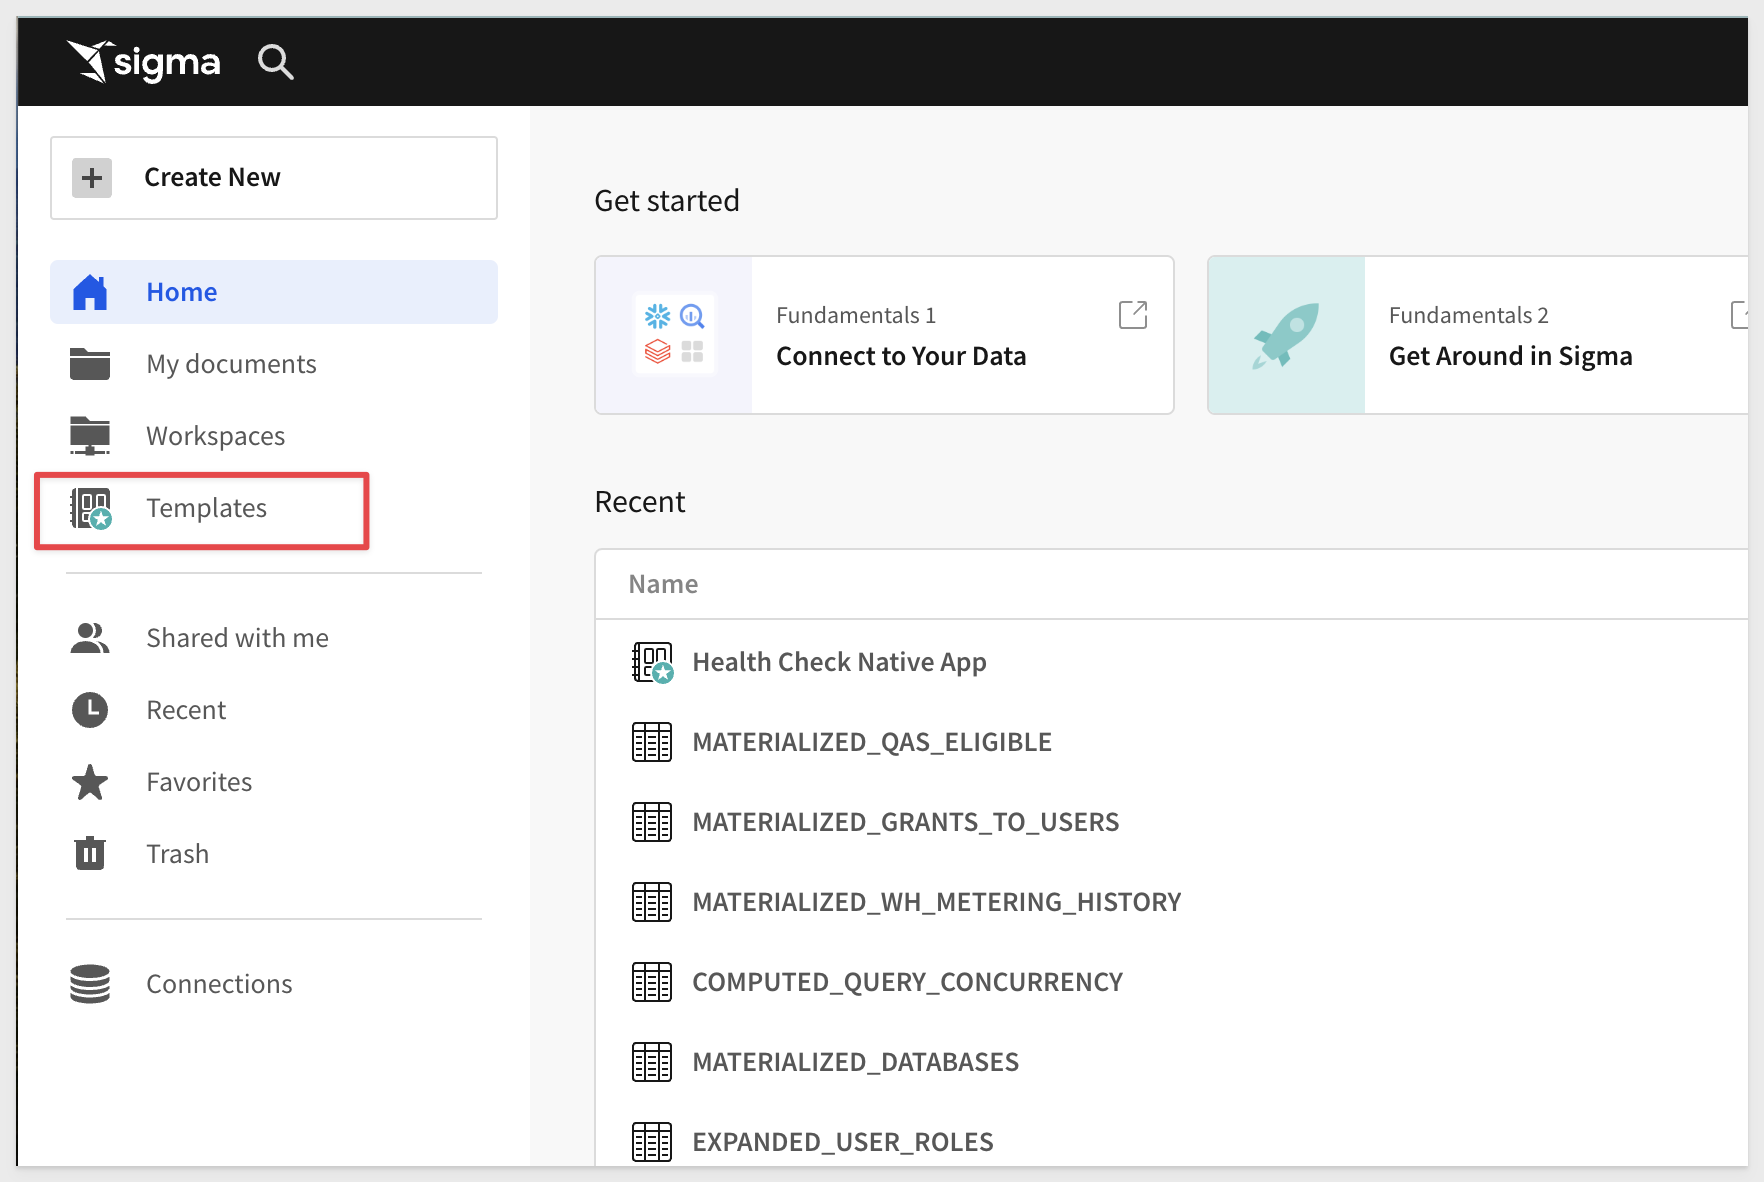 sigma
Create New
Home
My documents
Workspaces
Templates
Shared with me
Recent
Favorites
Trash
Connections
Get started
Fundamentals 1
Connect to Your Data
Fundamentals 2
Get Around in Sigma
Recent
Name
Health Check Native App
MATERIALIZED_QAS_ELIGIBLE
MATERIALIZED_GRANTS_TO_USERS
MATERIALIZED_WH_METERING_HISTORY
COMPUTED_QUERY_CONCURRENCY
MATERIALIZED_DATABASES
EXPANDED_USER_ROLES